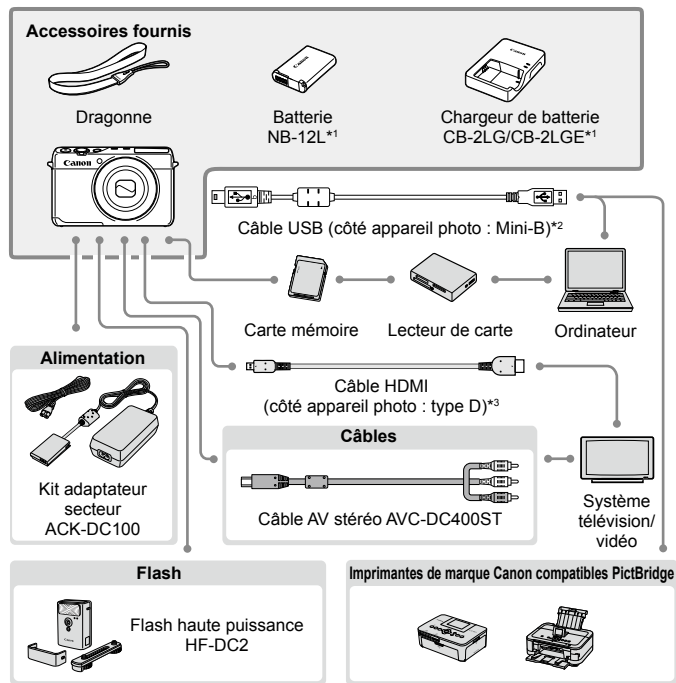 Accessoires fournis
Dragonne
Batterie
NB-12L*1
Chargeur de batterie
CB-2LG/CB-2LGE*1
Canon
Câble USB (côté appareil photo : Mini-B)*2
Carte mémoire
Lecteur de carte
Ordinateur
Alimentation
Câble HDMI
(côté appareil photo : type D)*3
Câbles
Kit adaptateur
secteur
ACK-DC100
Câble AV stéréo AVC-DC400ST
Système
télévision/
vidéo
Flash
Flash haute puissance
HF-DC2
Imprimantes de marque Canon compatibles PictBridge